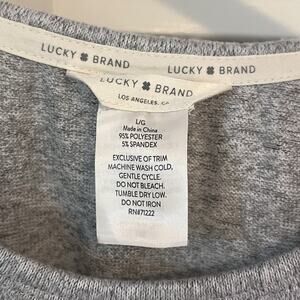 LUCKY BRAND LUCKY BRAND
LUCKY BRAND
LOS ANGELES, CA
L/G
Made in China
95% POLYESTER
5% SPANDEX
EXCLUSIVE OF TRIM
MACHINE WASH COLD,
GENTLE CYCLE.
DO NOT BLEACH.
TUMBLE DRY LOW.
DO NOT IRON
RN#71222